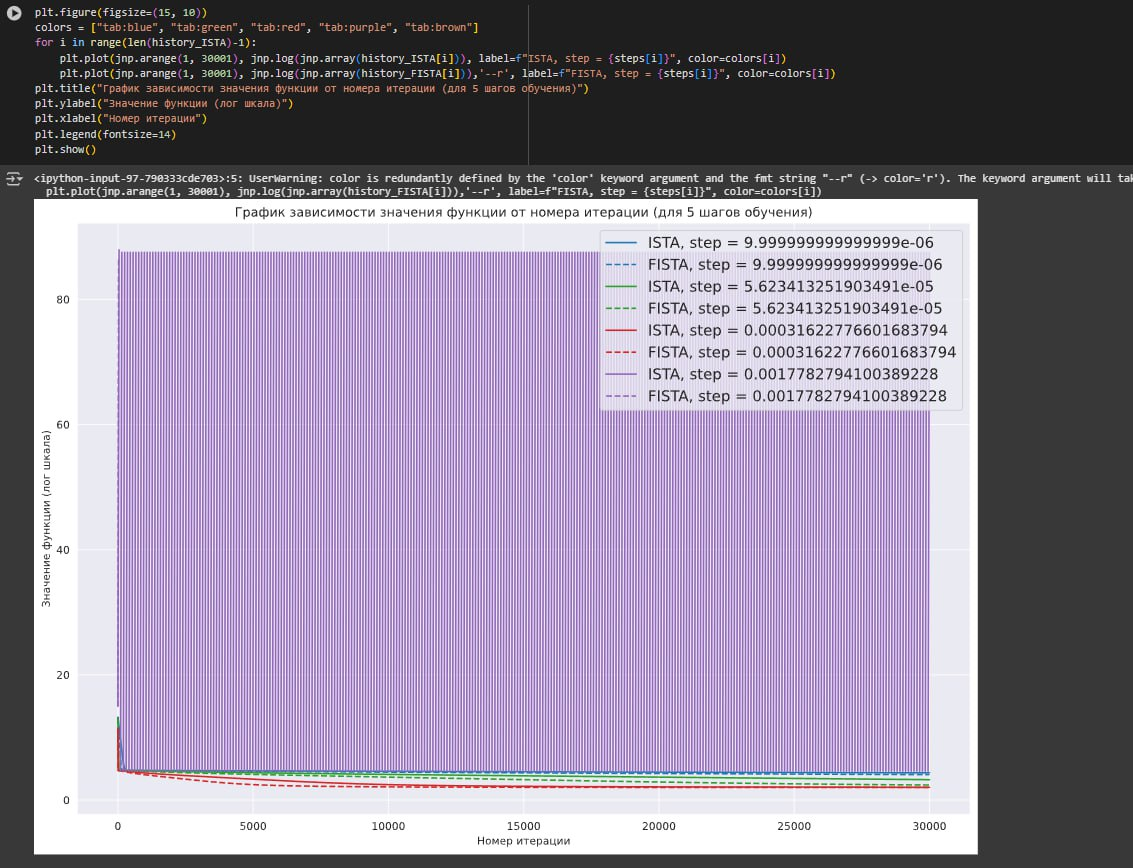 plt.figure(figsize=(15, 10))
colors = ["tab:blue", "tab:green", "tab:red", "tab:purple", "tab:brown"]
for i in range(len(history_ISTA)-1):
    plt.plot(jnp.arange(1, 30001), jnp.log(jnp.array(history_ISTA[i])), label=f"ISTA, step = {steps[i]}", color=colors[i])
    plt.plot(jnp.arange(1, 30001), jnp.log(jnp.array(history_FISTA[i])),'--r', label=f"FISTA, step = {steps[i]}", color=colors[i])
plt.title("График зависимости значения функции от номера итерации (для 5 шагов обучения)")
plt.ylabel("Значение функции (лог шкала)")
plt.xlabel("Номер итерации")
plt.legend(fontsize=14)
plt.show()
<ipython-input-97-790333cde703>:5: UserWarning: color is redundantly defined by the 'color' keyword argument and the fmt string "--r" (-> color='r'). The keyword argument will
  plt.plot(jnp.arange(1, 30001), jnp.log(jnp.array(history_FISTA[i])),'--r', label=f"FISTA, step = {steps[i]}", color=colors[i])
График зависимости значения функции от номера итерации (для 5 шагов обучения)
ISTA, step = 9.999999999999999e-06
FISTA, step = 9.999999999999999e-06
ISTA, step = 5.623413251903491e-05
FISTA, step = 5.623413251903491e-05
ISTA, step = 0.00031622776601683794
FISTA, step = 0.00031622776601683794
ISTA, step = 0.0017782794100389228
FISTA, step = 0.0017782794100389228
Значение функции (лог шкала)
80
60
40
20
0
0 5000 10000 15000 20000 25000 30000
Номер итерации